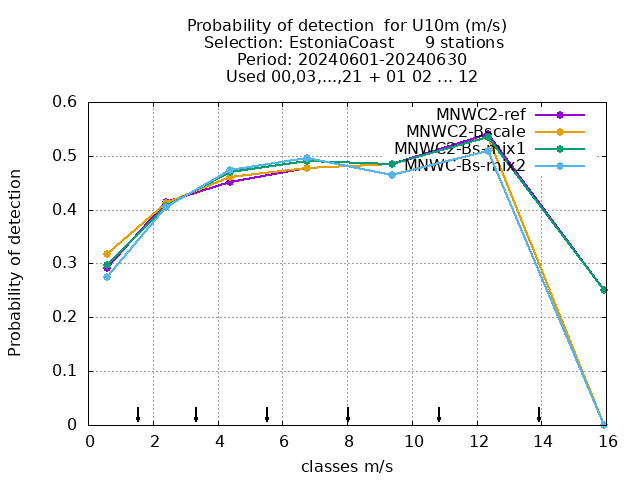 Probability of detection  for U10m (m/s)
Selection: EstoniaCoast      9 stations
Period: 20240601-20240630
Used 00,03,...,21 + 01 02 ... 12
MNWC2-ref
MNWC2-Bscale
MNWC2-Bs-mix1
MNWC-Bs-mix2
Probability of detection
0.6
0.5
0.4
0.3
0.2
0.1
0
0 2 4 6 8 10 12 14 16
classes m/s